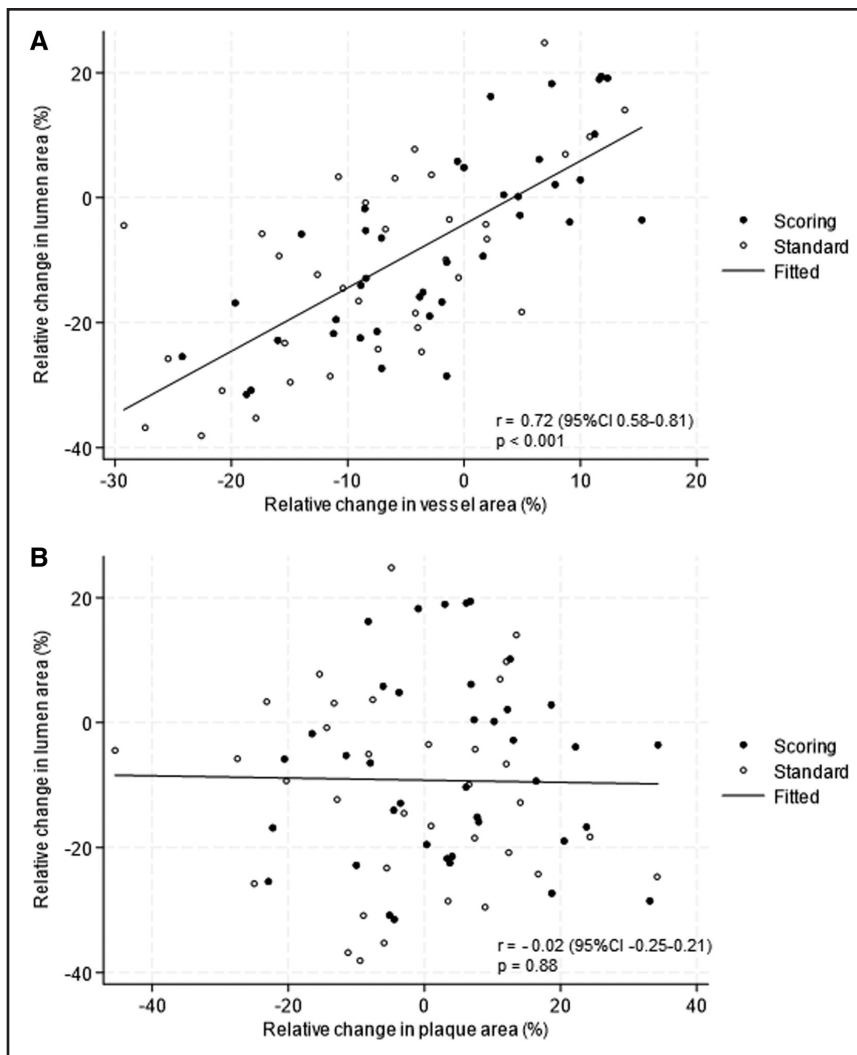 A
20
0
-20
-40
Relative change in lumen area (%)
-30
-20
-10
0
10
20
Relative change in vessel area (%)
Scoring
Standard
Fitted
r = 0.72 (95%CI 0.58-0.81)
p < 0.001
B
20
0
-20
-40
Relative change in lumen area (%)
-40
-20
0
20
40
Relative change in plaque area (%)
Scoring
Standard
Fitted
r = -0.02 (95%CI -0.25-0.21)
p = 0.88